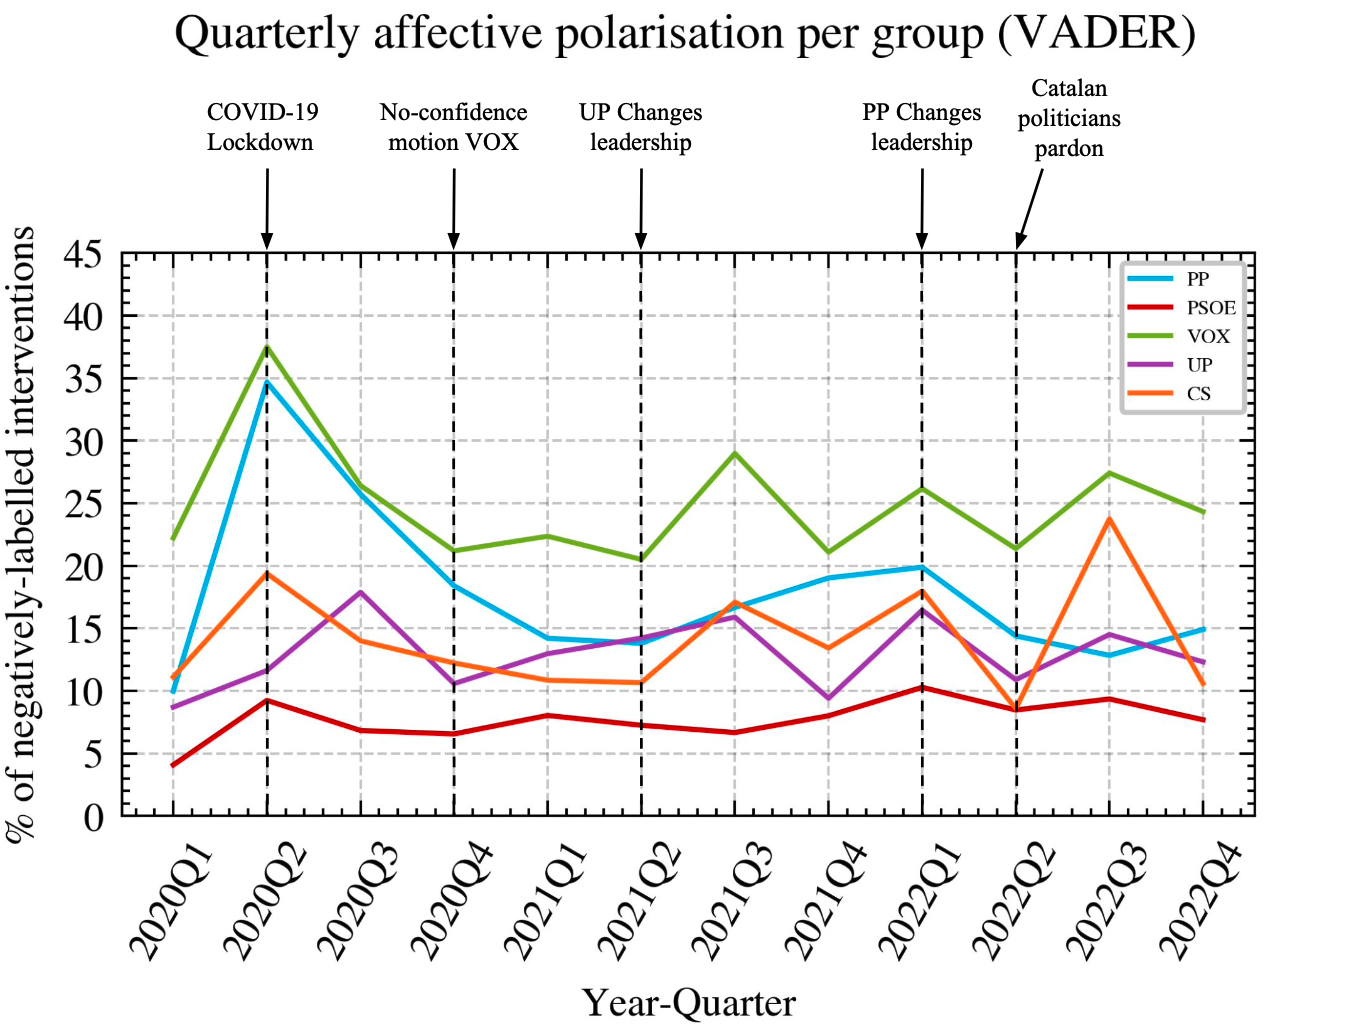 Quarterly affective polarisation per group (VADER)
COVID-19
Lockdown
No-confidence
motion VOX
UP Changes
leadership
PP Changes
leadership
Catalan
politicians
pardon
% of negatively-labelled interventions
45
40
35
30
25
20
15
10
5
0
PP
PSOE
VOX
UP
CS
2020Q1
2020Q2
2020Q3
2020Q4
2021Q1
2021Q2
2021Q3
2021Q4
2022Q1
2022Q2
2022Q3
2022Q4
Year-Quarter